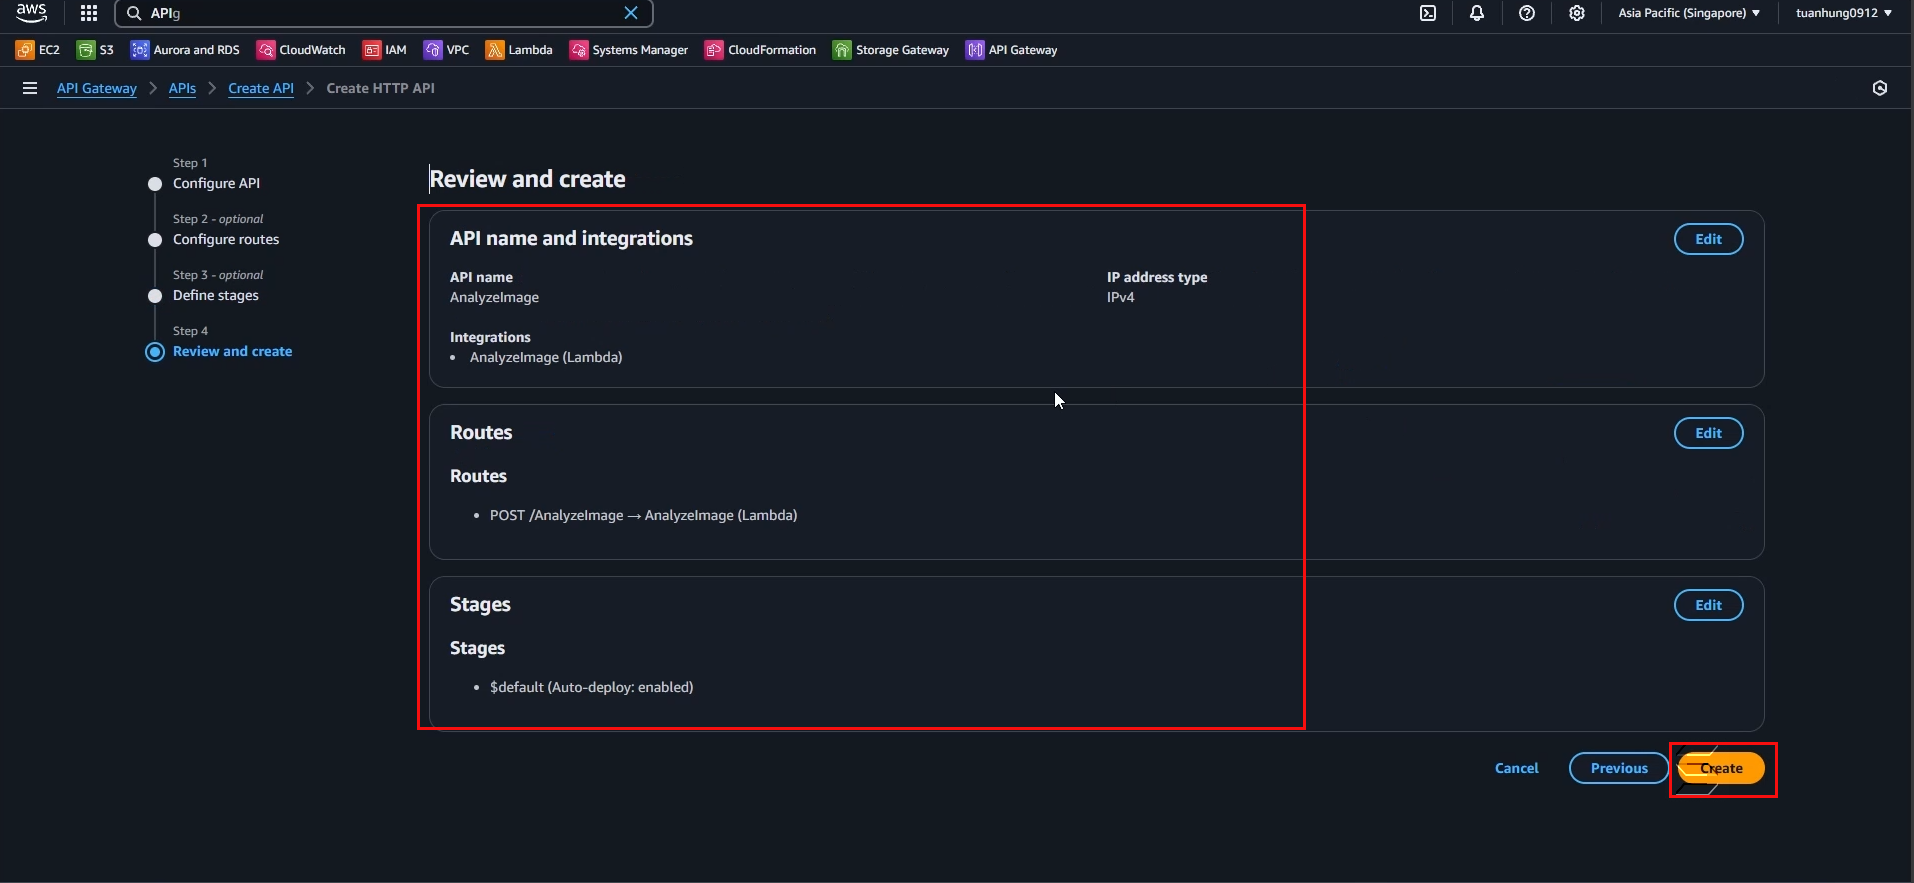 aws
APIg
Asia Pacific (Singapore)
tuanhung0912
EC2
S3
Aurora and RDS
CloudWatch
IAM
VPC
Lambda
Systems Manager
CloudFormation
Storage Gateway
API Gateway
API Gateway
APIs
Create API
Create HTTP API
Step 1
Configure API
Step 2 - optional
Configure routes
Step 3 - optional
Define stages
Step 4
Review and create
Review and create
API name and integrations
Edit
API name
AnalyzeImage
IP address type
IPv4
Integrations
• AnalyzeImage (Lambda)
Routes
Edit
Routes
• POST /AnalyzeImage → AnalyzeImage (Lambda)
Stages
Edit
Stages
• $default (Auto-deploy: enabled)
Cancel
Previous
Create